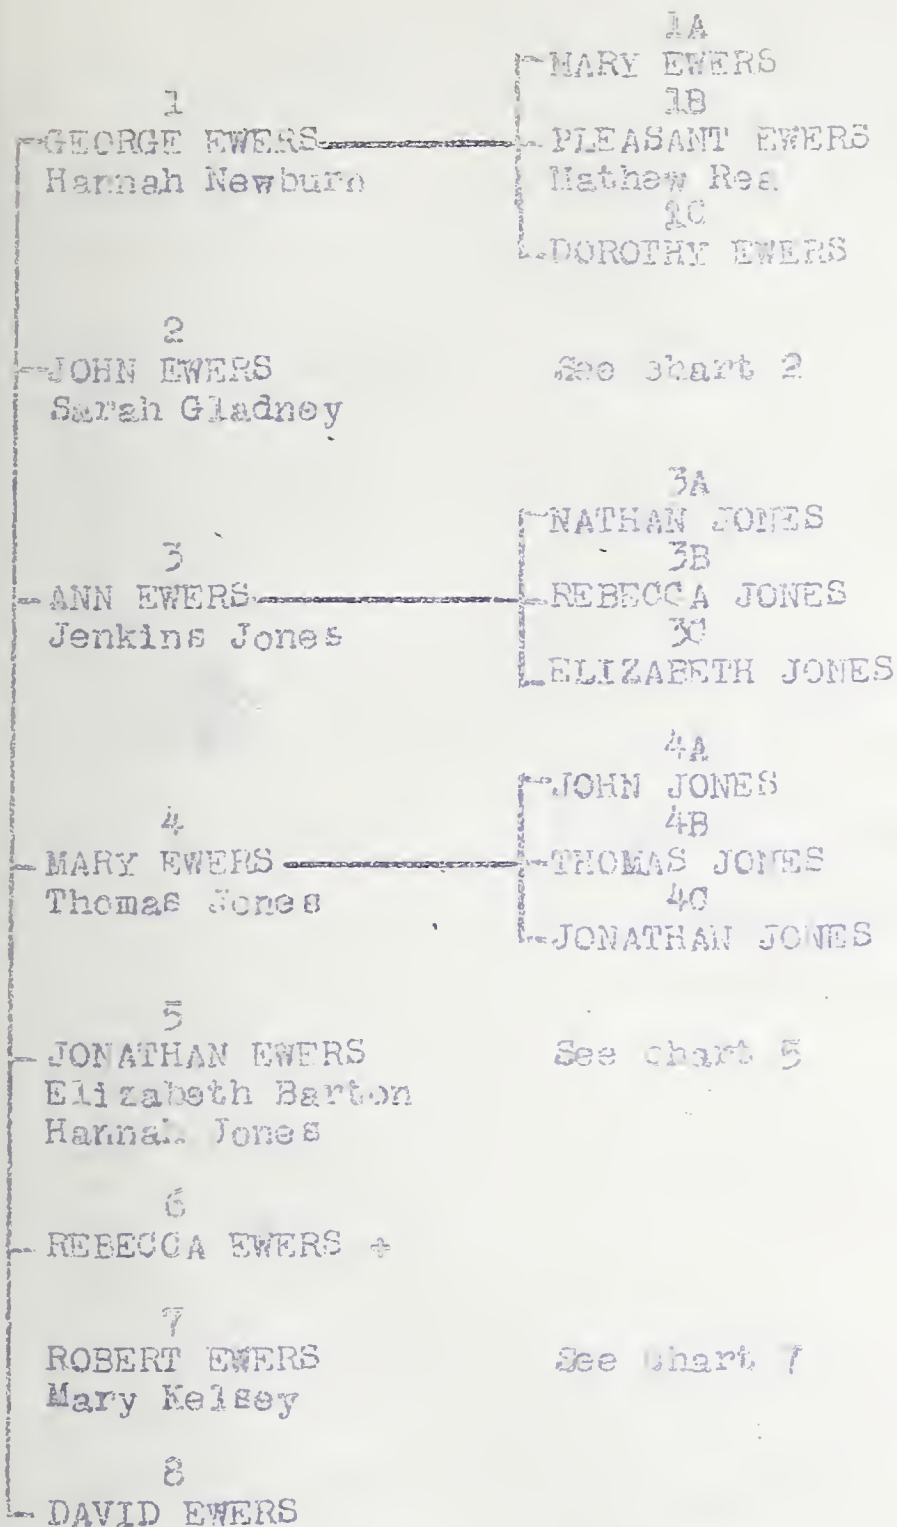 1
GEORGE EWERS
Hannah Newburn
1A
MARY EWERS
1B
PLEASANT EWERS
Mathew Rea
1C
DOROTHY EWERS
2
JOHN EWERS
Sarah Gladney
See chart 2
3
ANN EWERS
Jenkins Jones
3A
NATHAN JONES
3B
REBECCA JONES
3C
ELIZABETH JONES
4
MARY EWERS
Thomas Jones
4A
JOHN JONES
4B
THOMAS JONES
4C
JONATHAN JONES
5
JONATHAN EWERS
Elizabeth Barton
Hannah Jones
See chart 5
6
REBECCA EWERS +
7
ROBERT EWERS
Mary Kelsey
See chart 7
8
DAVID EWERS